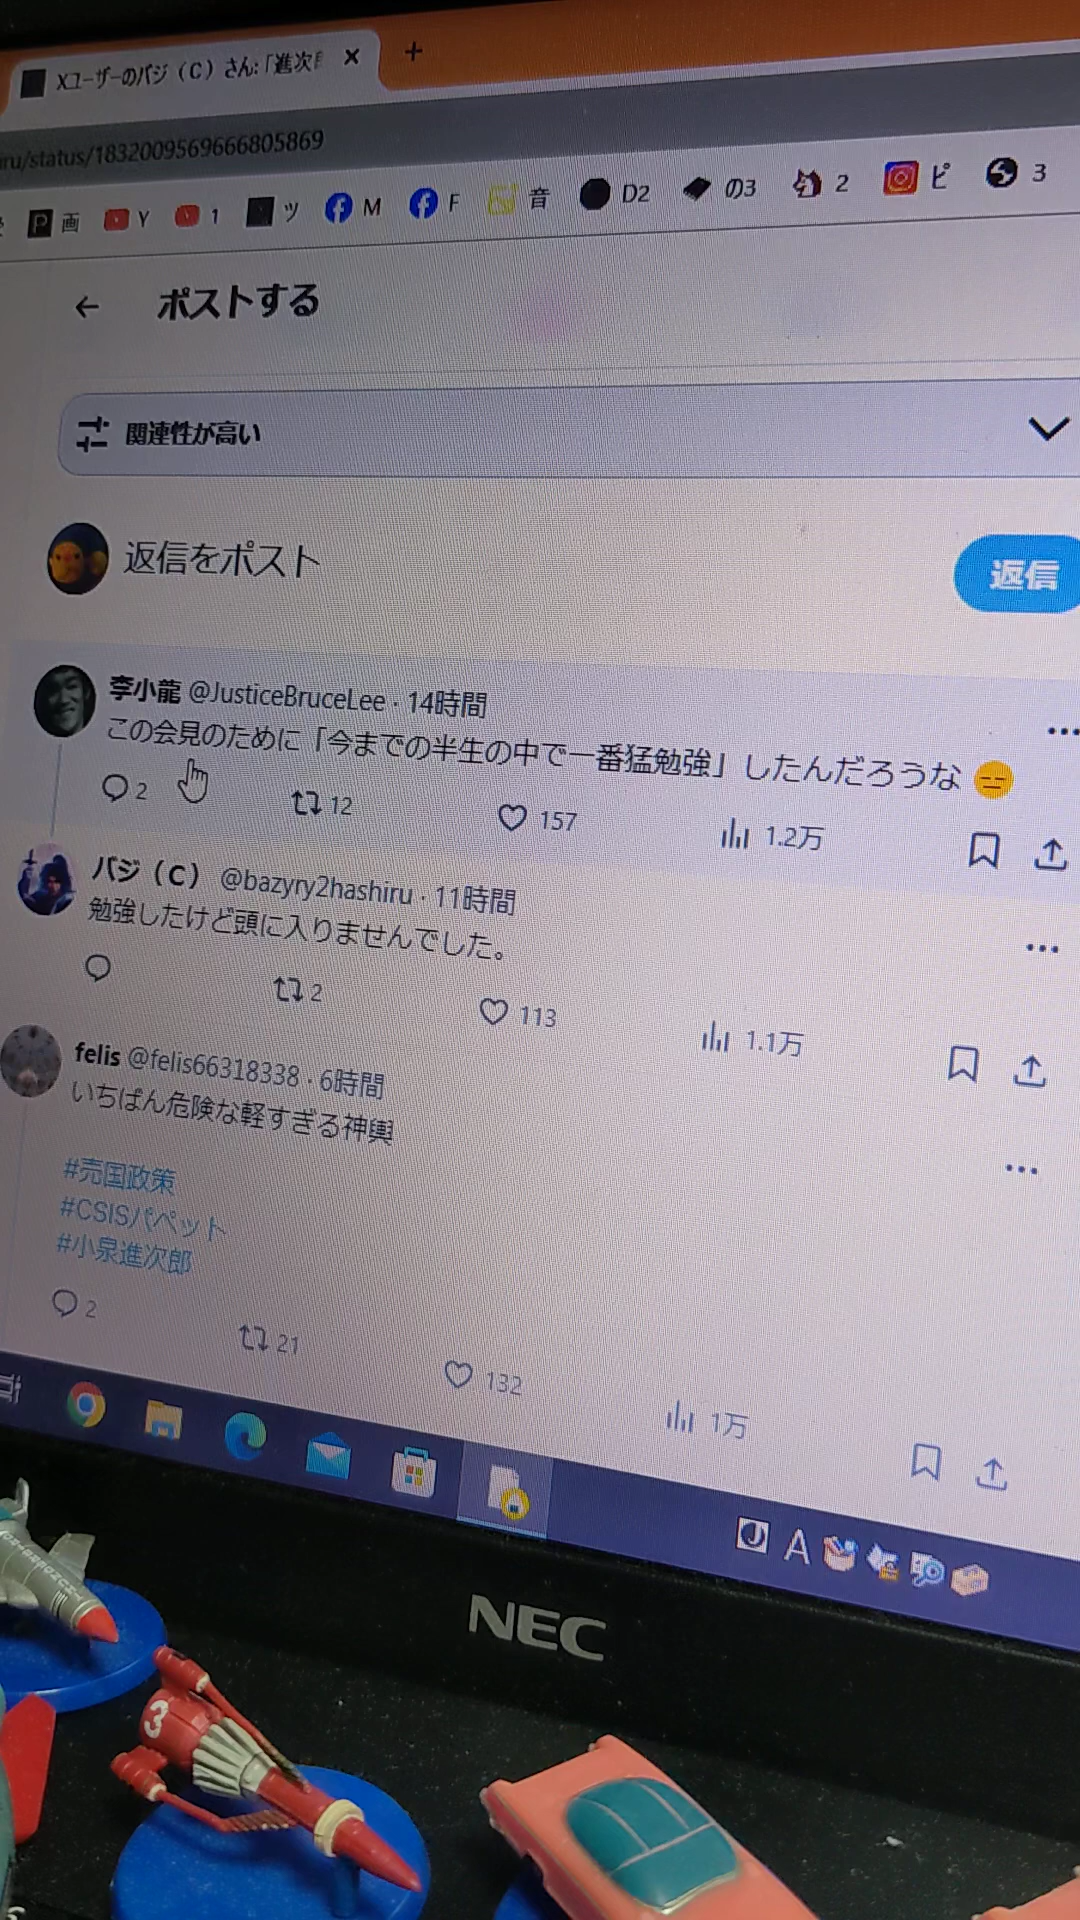 Xユーザーのバジ（C）さん:「進次
ru/status/1832009569666805869
画 Y 1 ツ M F 音 D2 の3 2 ピ 3
ポストする
関連性が高い
返信をポスト
返信
李小龍 @JusticeBruceLee · 14時間
この会見のために「今までの半生の中で一番猛勉強」したんだろうな😑
2 12 157 1.2万
バジ（C） @bazyry2hashiru · 11時間
勉強したけど頭に入りませんでした。
2 113 1.1万
felis @felis66318338 · 6時間
いちばん危険な軽すぎる神輿
#売国政策
#CSISパペット
#小泉進次郎
2 21 132 1万
A
NEC
3